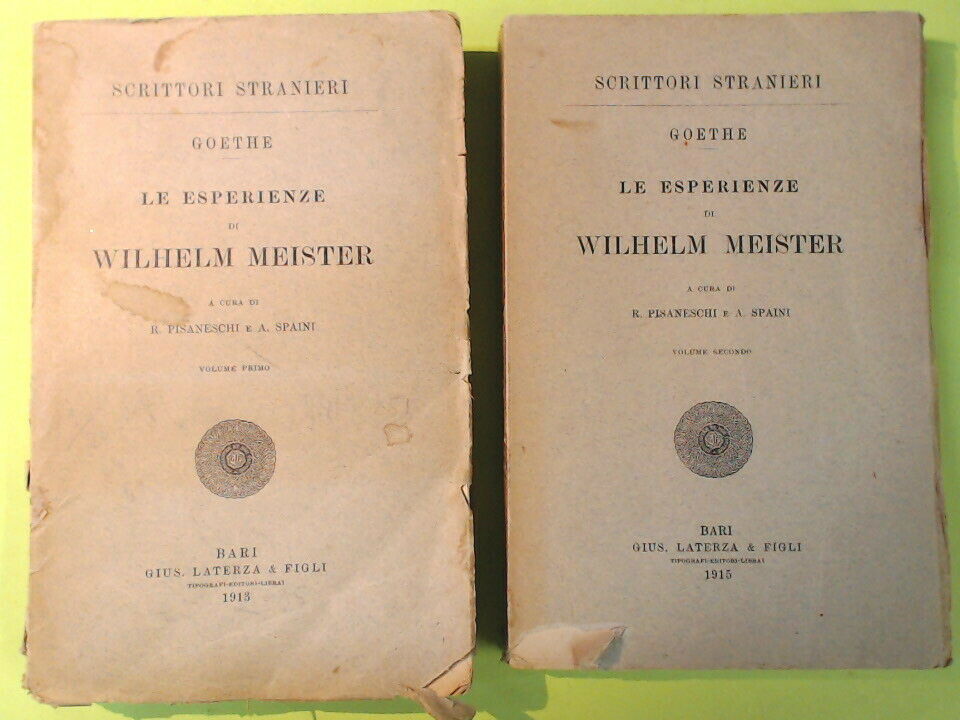 SCRITTORI STRANIERI
GOETHE
LE ESPERIENZE
DI
WILHELM MEISTER
A CURA DI
R. PISANESCHI E A. SPAINI
VOLUME PRIMO
BARI
GIUS. LATERZA & FIGLI
TIPOGRAFI-EDITORI-LIBRAI
1913
SCRITTORI STRANIERI
GOETHE
LE ESPERIENZE
DI
WILHELM MEISTER
A CURA DI
R. PISANESCHI E A. SPAINI
VOLUME SECONDO
BARI
GIUS. LATERZA & FIGLI
TIPOGRAFI-EDITORI-LIBRAI
1915